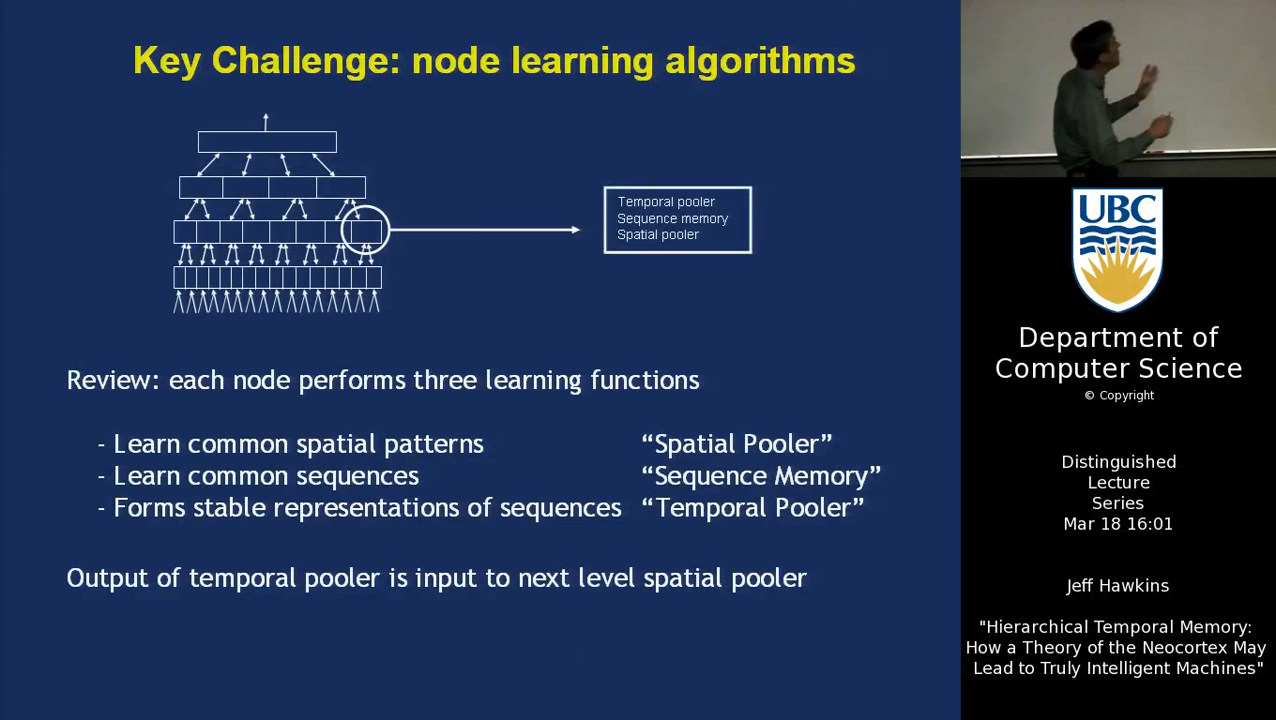 Key Challenge: node learning algorithms
Temporal pooler
Sequence memory
Spatial pooler
Review: each node performs three learning functions
- Learn common spatial patterns “Spatial Pooler”
- Learn common sequences “Sequence Memory”
- Forms stable representations of sequences “Temporal Pooler”
Output of temporal pooler is input to next level spatial pooler
UBC
Department of
Computer Science
© Copyright
Distinguished
Lecture
Series
Mar 18 16:01
Jeff Hawkins
"Hierarchical Temporal Memory:
How a Theory of the Neocortex May
Lead to Truly Intelligent Machines"